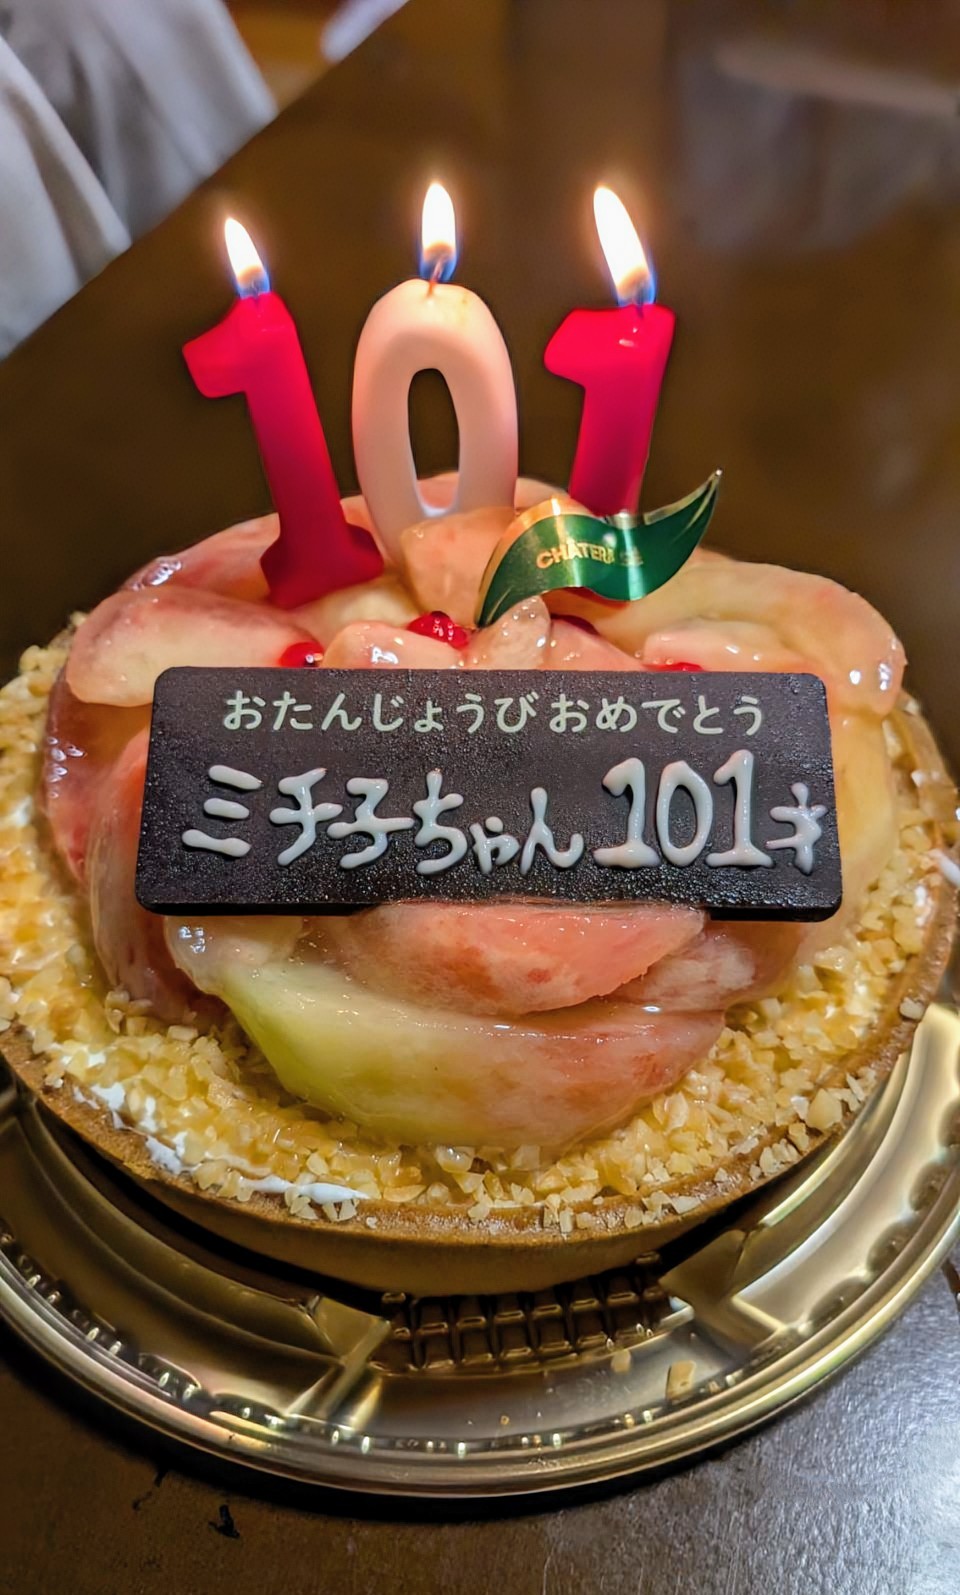 101
CHATERAISÉ
おたんじょうび おめでとう
ミチ子ちゃん 101才